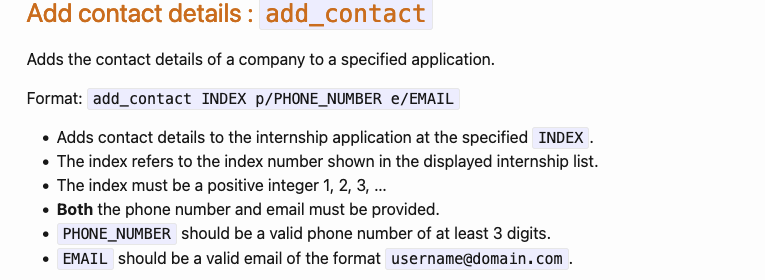 Add contact details : add_contact
Adds the contact details of a company to a specified application.
Format: add_contact INDEX p/PHONE_NUMBER e/EMAIL
• Adds contact details to the internship application at the specified INDEX.
• The index refers to the index number shown in the displayed internship list.
• The index must be a positive integer 1, 2, 3, …
• Both the phone number and email must be provided.
• PHONE_NUMBER should be a valid phone number of at least 3 digits.
• EMAIL should be a valid email of the format username@domain.com.